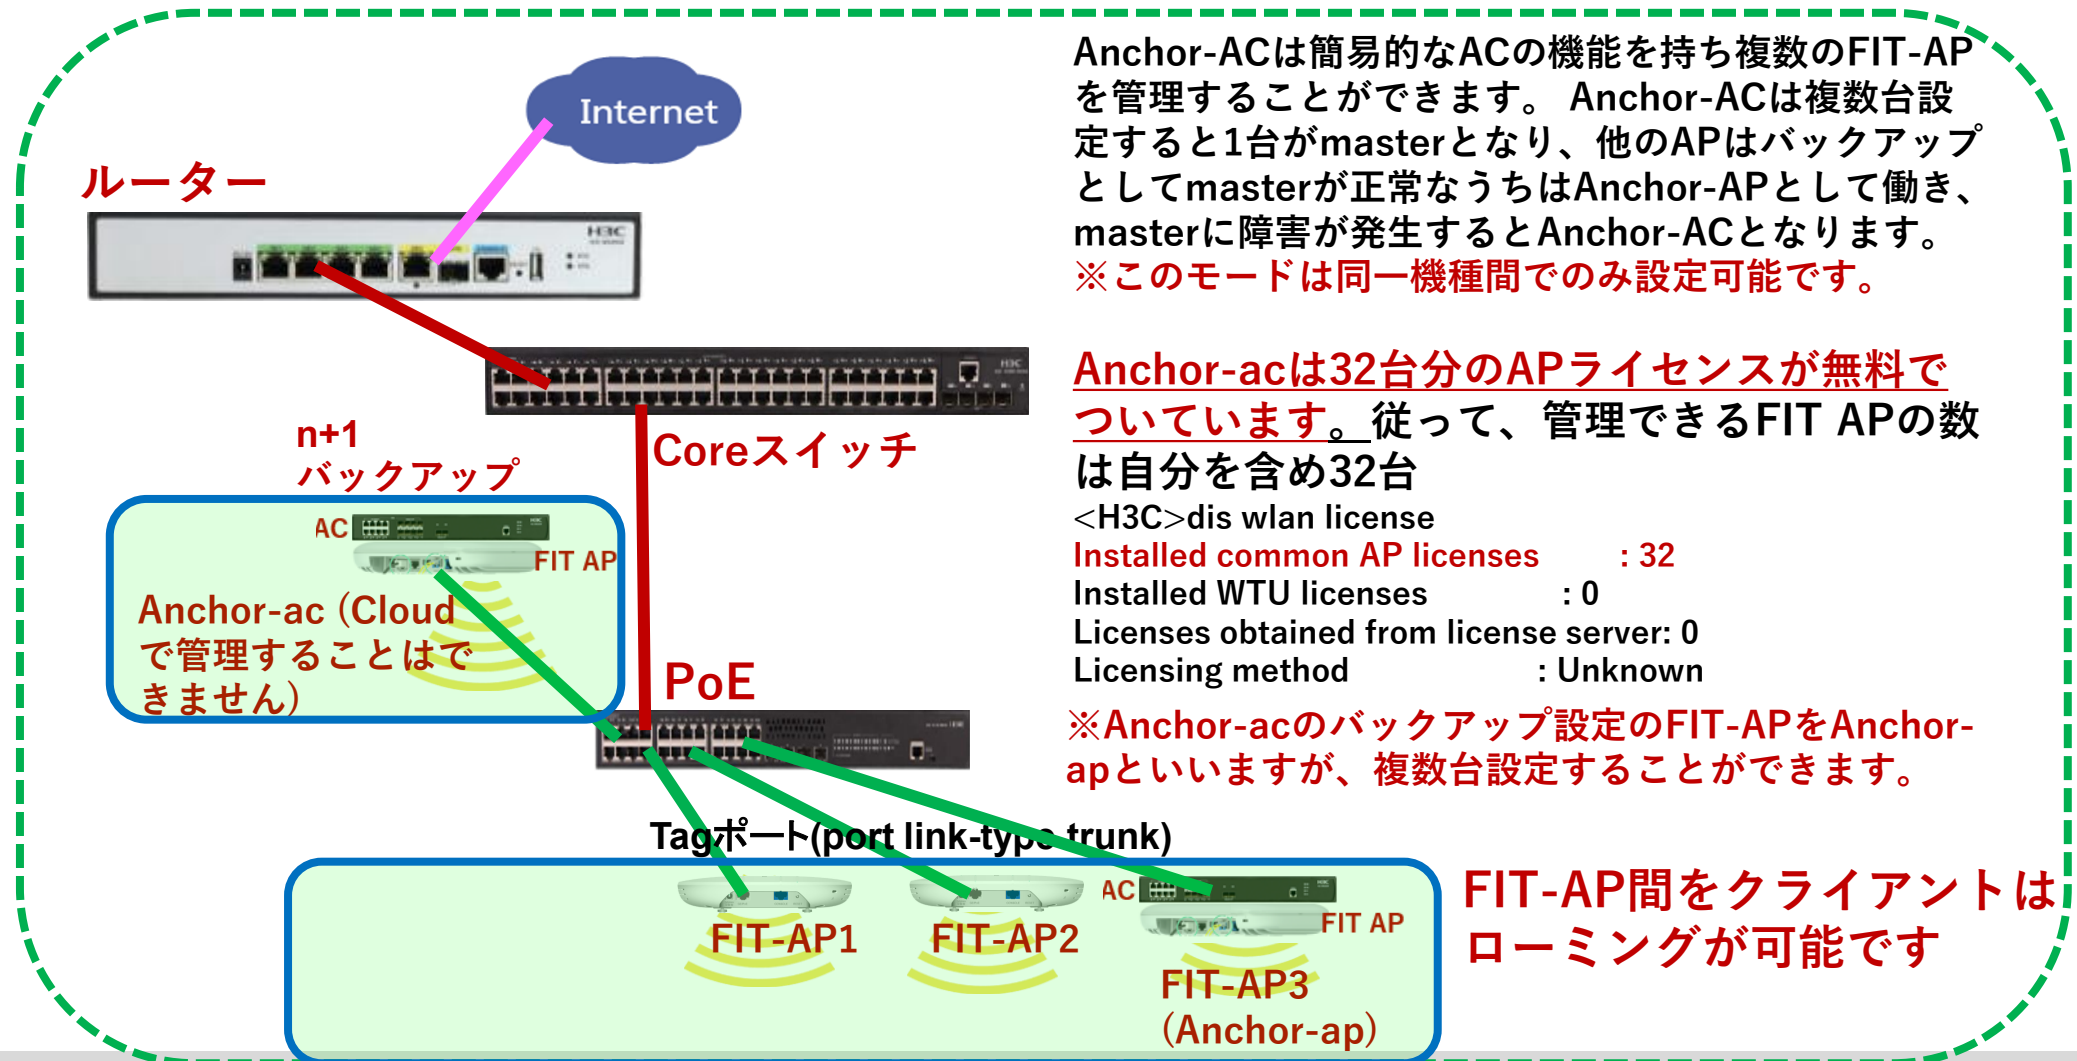 Anchor-ACは簡易的なACの機能を持ち複数のFIT-AP
を管理することができます。 Anchor-ACは複数台設
定すると1台がmasterとなり、他のAPはバックアップ
としてmasterが正常なうちはAnchor-APとして働き、
masterに障害が発生するとAnchor-ACとなります。
※このモードは同一機種間でのみ設定可能です。
Internet
ルーター
H3C
H3C
Anchor-acは32台分のAPライセンスが無料で
ついています。従って、管理できるFIT APの数
は自分を含め32台
<H3C>dis wlan license
Installed common AP licenses : 32
Installed WTU licenses : 0
Licenses obtained from license server: 0
Licensing method : Unknown
※Anchor-acのバックアップ設定のFIT-APをAnchor-
apといいますが、複数台設定することができます。
Coreスイッチ
n+1
バックアップ
AC
FIT AP
Anchor-ac (Cloud
で管理することはで
きません)
PoE
Tagポート(port link-type trunk)
FIT-AP1
FIT-AP2
AC
FIT AP
FIT-AP3
(Anchor-ap)
FIT-AP間をクライアントは
ローミングが可能です